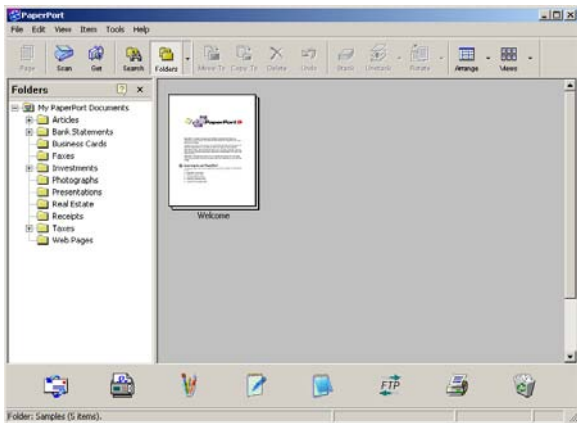 PaperPort
File Edit View Item Tools Help
Page Scan Get Search Folders Move To Copy To Delete Undo Stack Unstack Rotate Arrange Views
Folders
My PaperPort Documents
Articles
Bank Statements
Business Cards
Faxes
Investments
Photographs
Presentations
Real Estate
Receipts
Taxes
Web Pages
PaperPort
Welcome
FTP
Folder: Samples (5 items).